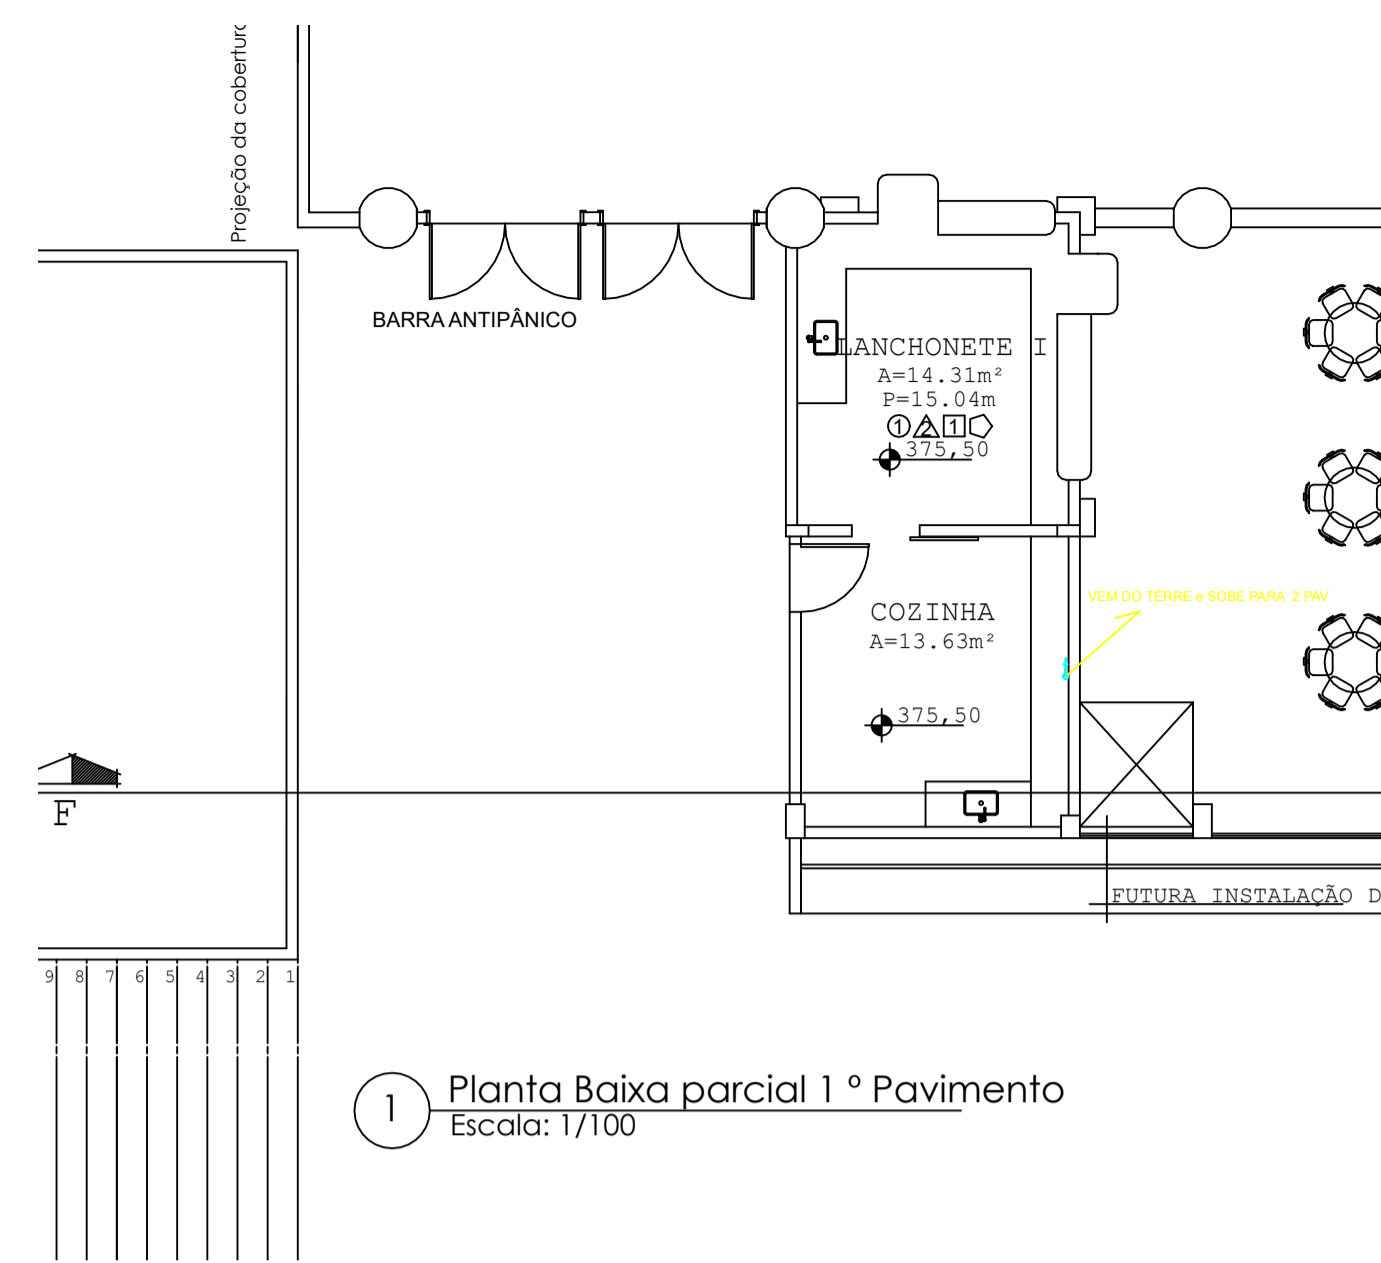 Projeção da cobertura
BARRA ANTIPÂNICO
LANCHONETE I
A=14.31m²
P=15.04m
1 2 1
375,50
VEM DO TÉRRE e SOBE PARA 2 PAV
COZINHA
A=13.63m²
375,50
F
FUTURA INSTALAÇÃO D
9 8 7 6 5 4 3 2 1
1 Planta Baixa parcial 1 º Pavimento
Escala: 1/100